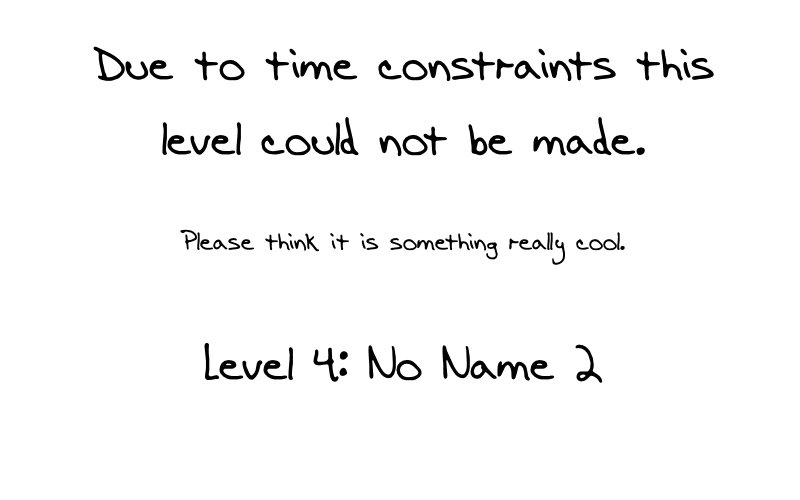 Due to time constraints this
level could not be made.
Please think it is something really cool.
Level 4: No Name 2